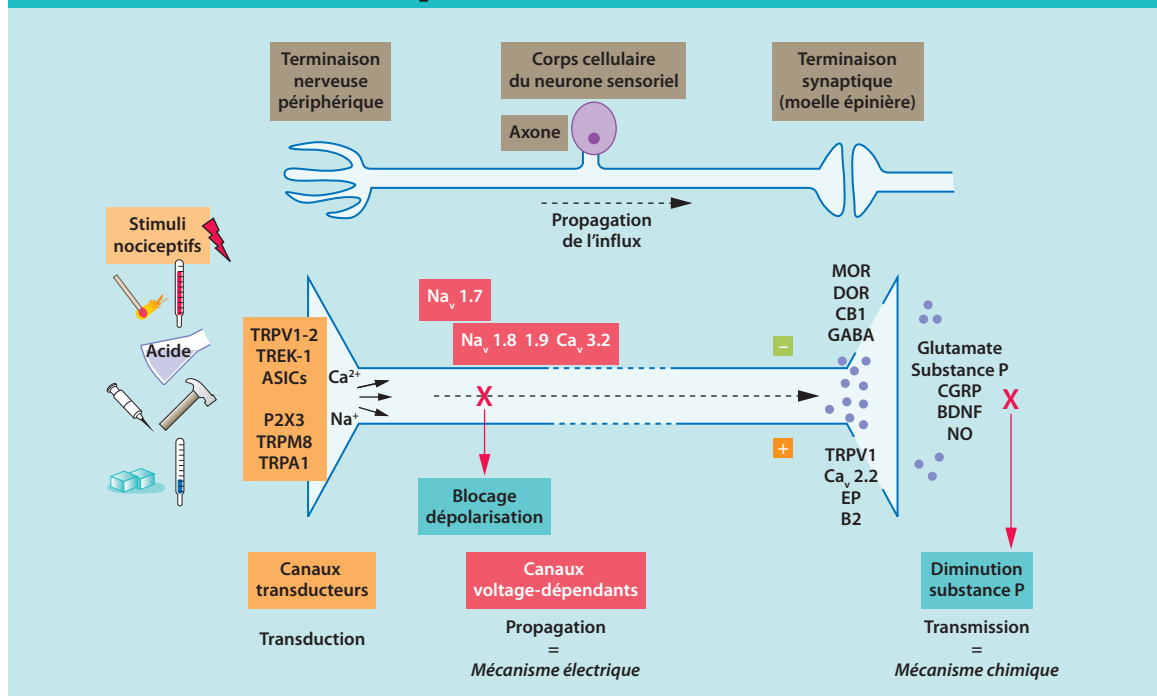 Terminaison
nerveuse
périphérique
Corps cellulaire
du neurone sensoriel
Terminaison
synaptique
(moelle épinière)
Axone
Propagation
de l'influx
Stimuli
nociceptifs
Acide
TRPV1-2
TREK-1
ASICs
P2X3
TRPM8
TRPA1
Ca²⁺
Na⁺
Naᵥ 1.7
Naᵥ 1.8 1.9 Caᵥ 3.2
X
Blocage
dépolarisation
–
+
MOR
DOR
CB1
GABA
TRPV1
Caᵥ 2.2
EP
B2
Glutamate
Substance P
CGRP
BDNF
NO
X
Canaux
transducteurs
Transduction
Canaux
voltage-dépendants
Propagation
=
Mécanisme électrique
Diminution
substance P
Transmission
=
Mécanisme chimique